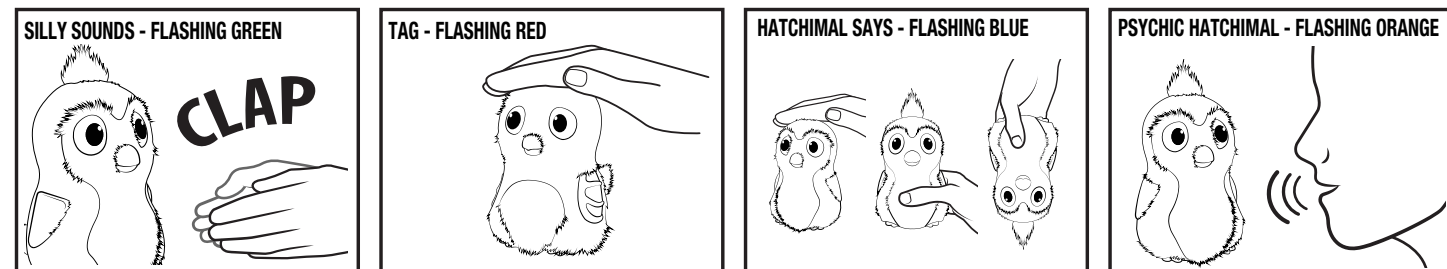 SILLY SOUNDS - FLASHING GREEN
CLAP
TAG - FLASHING RED
HATCHIMAL SAYS - FLASHING BLUE
PSYCHIC HATCHIMAL - FLASHING ORANGE